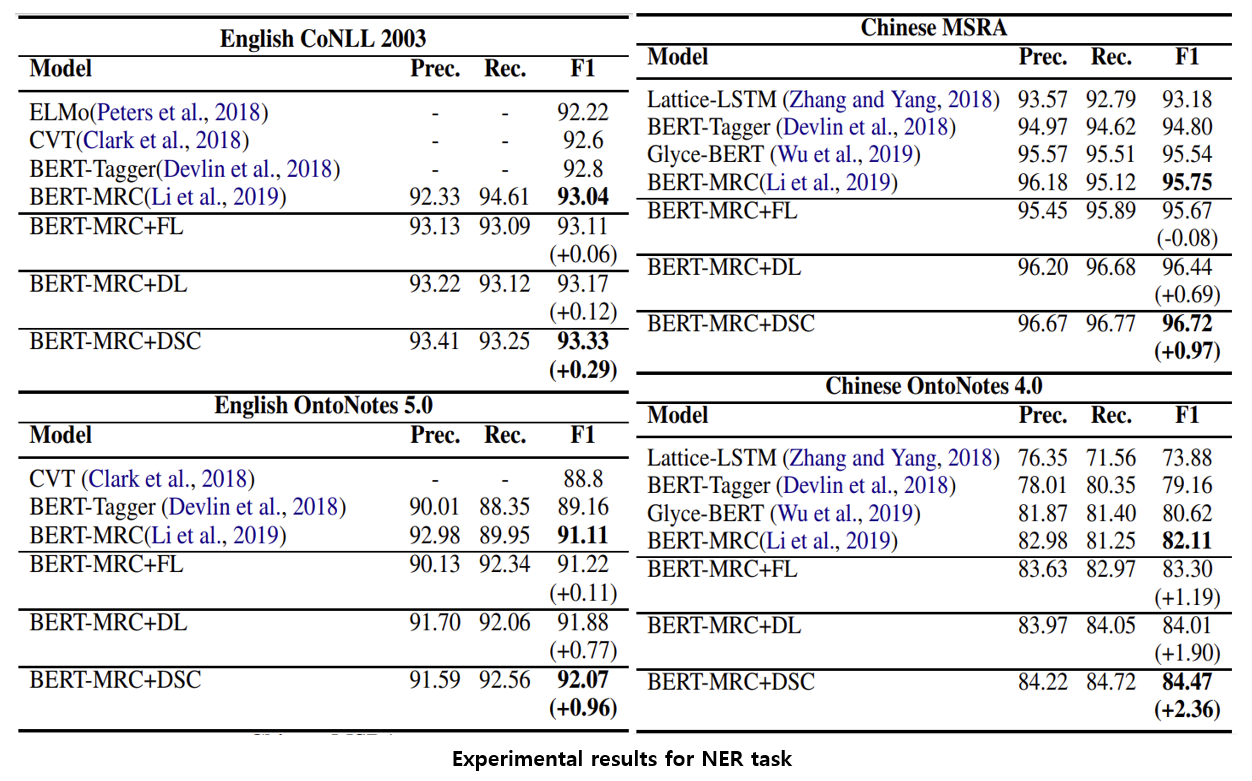 English CoNLL 2003
Model Prec. Rec. F1
ELMo(Peters et al., 2018) - - 92.22
CVT(Clark et al., 2018) - - 92.6
BERT-Tagger(Devlin et al., 2018) - - 92.8
BERT-MRC(Li et al., 2019) 92.33 94.61 93.04
BERT-MRC+FL 93.13 93.09 93.11
(+0.06)
BERT-MRC+DL 93.22 93.12 93.17
(+0.12)
BERT-MRC+DSC 93.41 93.25 93.33
(+0.29)
English OntoNotes 5.0
Model Prec. Rec. F1
CVT (Clark et al., 2018) - - 88.8
BERT-Tagger (Devlin et al., 2018) 90.01 88.35 89.16
BERT-MRC(Li et al., 2019) 92.98 89.95 91.11
BERT-MRC+FL 90.13 92.34 91.22
(+0.11)
BERT-MRC+DL 91.70 92.06 91.88
(+0.77)
BERT-MRC+DSC 91.59 92.56 92.07
(+0.96)
Chinese MSRA
Model Prec. Rec. F1
Lattice-LSTM (Zhang and Yang, 2018) 93.57 92.79 93.18
BERT-Tagger (Devlin et al., 2018) 94.97 94.62 94.80
Glyce-BERT (Wu et al., 2019) 95.57 95.51 95.54
BERT-MRC(Li et al., 2019) 96.18 95.12 95.75
BERT-MRC+FL 95.45 95.89 95.67
(-0.08)
BERT-MRC+DL 96.20 96.68 96.44
(+0.69)
BERT-MRC+DSC 96.67 96.77 96.72
(+0.97)
Chinese OntoNotes 4.0
Model Prec. Rec. F1
Lattice-LSTM (Zhang and Yang, 2018) 76.35 71.56 73.88
BERT-Tagger (Devlin et al., 2018) 78.01 80.35 79.16
Glyce-BERT (Wu et al., 2019) 81.87 81.40 80.62
BERT-MRC(Li et al., 2019) 82.98 81.25 82.11
BERT-MRC+FL 83.63 82.97 83.30
(+1.19)
BERT-MRC+DL 83.97 84.05 84.01
(+1.90)
BERT-MRC+DSC 84.22 84.72 84.47
(+2.36)
Experimental results for NER task